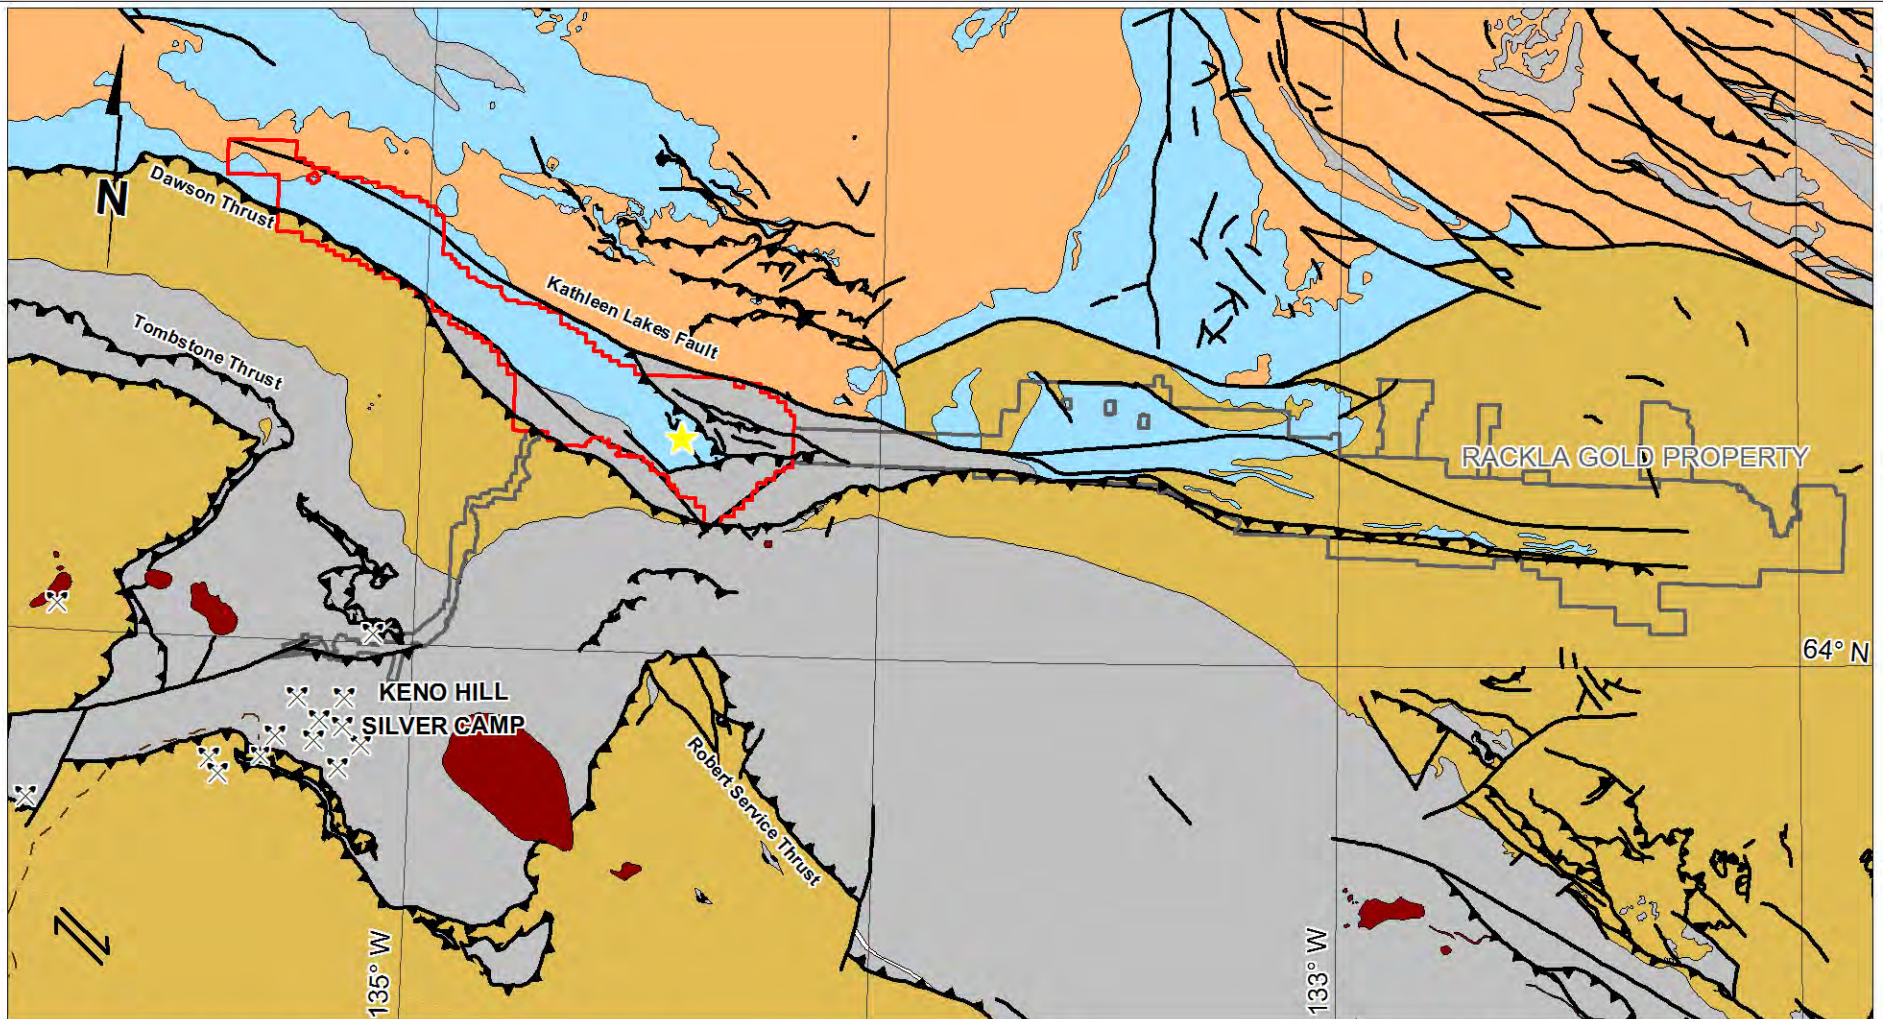 N
Dawson Thrust
Kathleen Lakes Fault
Tombstone Thrust
RACKLA GOLD PROPERTY
64° N
KENO HILL
SILVER CAMP
Robert Service Thrust
135° W
133° W